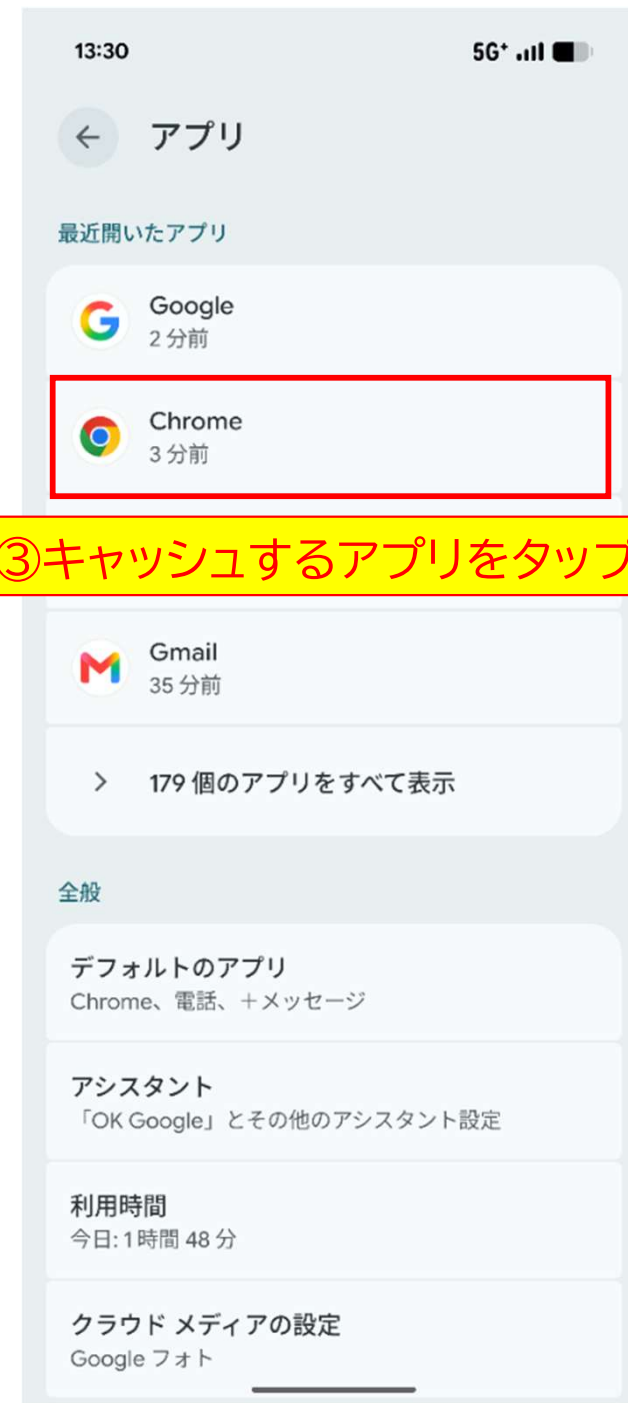 13:30 5G⁺
アプリ
最近開いたアプリ
Google
2 分前
Chrome
3 分前
③キャッシュするアプリをタップ
Gmail
35 分前
179 個のアプリをすべて表示
全般
デフォルトのアプリ
Chrome、電話、＋メッセージ
アシスタント
「OK Google」とその他のアシスタント設定
利用時間
今日: 1 時間 48 分
クラウド メディアの設定
Google フォト